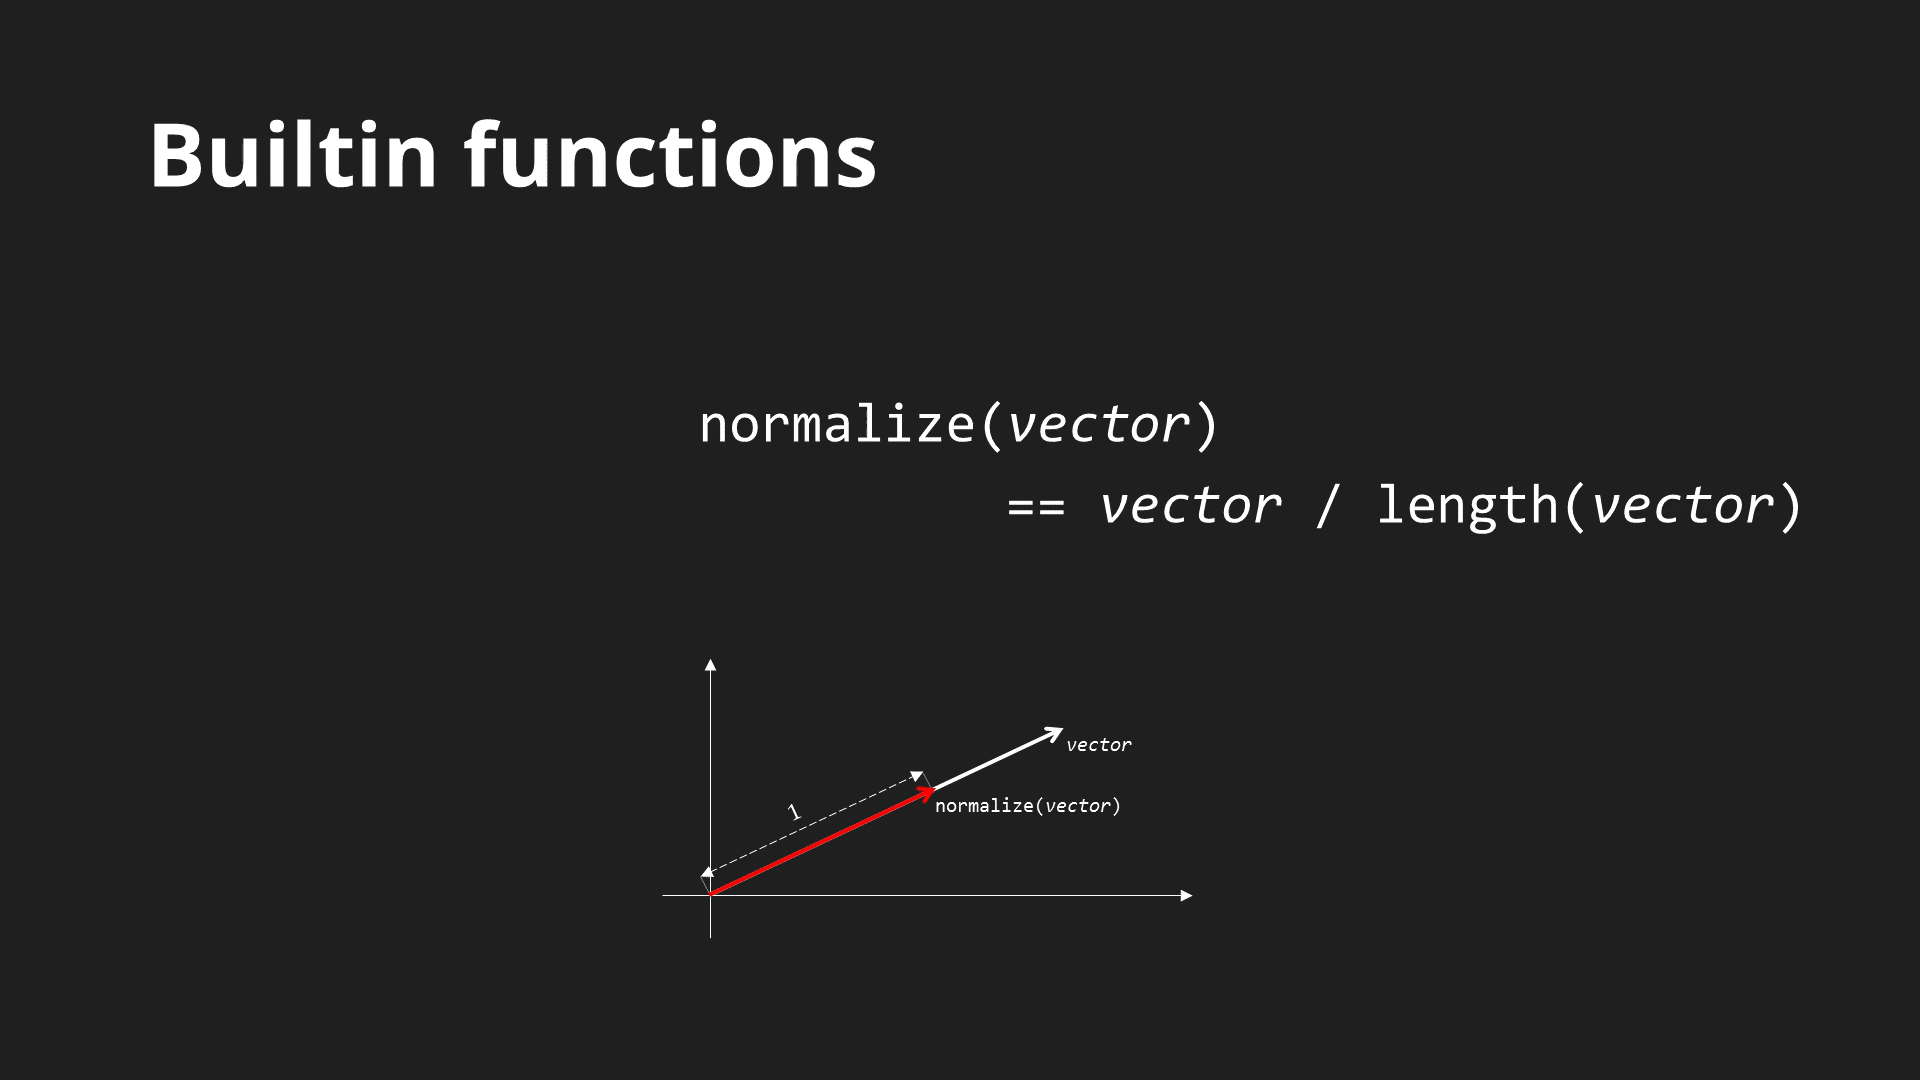 Builtin functions
normalize(vector)
== vector / length(vector)
vector
1
normalize(vector)